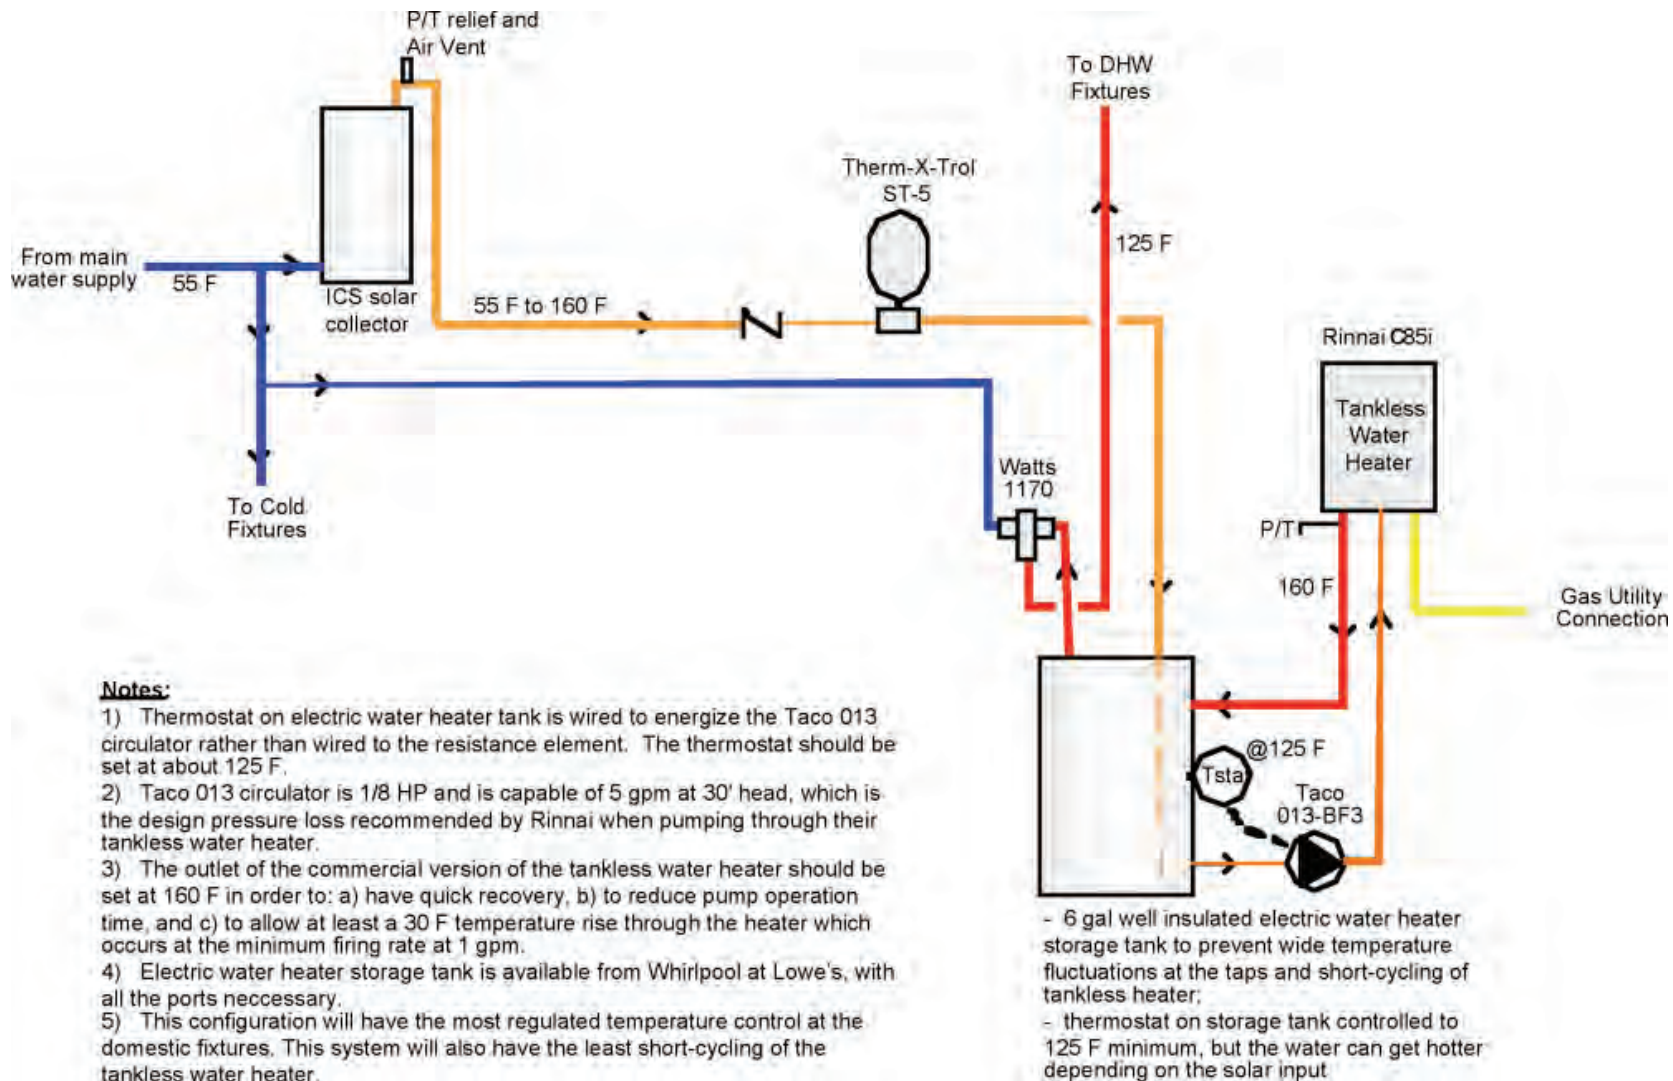 P/T relief and
Air Vent
To DHW
Fixtures
Therm-X-Trol
ST-5
125 F
From main
water supply
55 F
ICS solar
collector
55 F to 160 F
Rinnai C85i
Tankless
Water
Heater
Watts
1170
To Cold
Fixtures
P/T
160 F
Gas Utility
Connection
@125 F
Tsta
Taco
013-BF3
Notes:
1) Thermostat on electric water heater tank is wired to energize the Taco 013
circulator rather than wired to the resistance element. The thermostat should be
set at about 125 F.
2) Taco 013 circulator is 1/8 HP and is capable of 5 gpm at 30' head, which is
the design pressure loss recommended by Rinnai when pumping through their
tankless water heater.
3) The outlet of the commercial version of the tankless water heater should be
set at 160 F in order to: a) have quick recovery, b) to reduce pump operation
time, and c) to allow at least a 30 F temperature rise through the heater which
occurs at the minimum firing rate at 1 gpm.
4) Electric water heater storage tank is available from Whirlpool at Lowe's, with
all the ports neccessary.
5) This configuration will have the most regulated temperature control at the
domestic fixtures. This system will also have the least short-cycling of the
tankless water heater.
- 6 gal well insulated electric water heater
storage tank to prevent wide temperature
fluctuations at the taps and short-cycling of
tankless heater;
- thermostat on storage tank controlled to
125 F minimum, but the water can get hotter
depending on the solar input